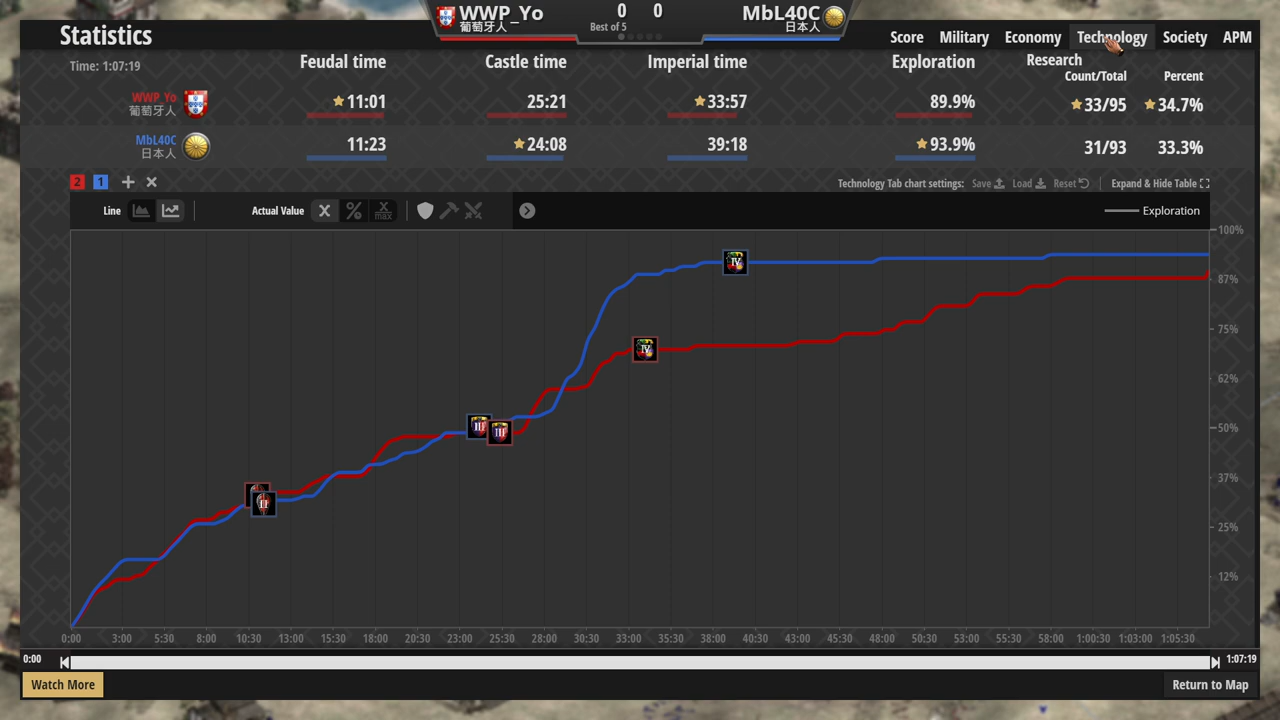 WWP_Yo 0 0 MbL40C
葡萄牙人 Best of 5 日本人
Statistics
Score Military Economy Technology Society APM
Time: 1:07:19
Feudal time Castle time Imperial time Exploration Research
Count/Total Percent
WWP_Yo
葡萄牙人
11:01 25:21 33:57 89.9% 33/95 34.7%
MbL40C
日本人
11:23 24:08 39:18 93.9% 31/93 33.3%
2 1
Technology Tab chart settings: Save Load Reset Expand & Hide Table
Line Actual Value X % X max Exploration
100%
87%
75%
62%
50%
37%
25%
12%
IV
IV
III
III
II
0:00 3:00 5:30 8:00 10:30 13:00 15:30 18:00 20:30 23:00 25:30 28:00 30:30 33:00 35:30 38:00 40:30 43:00 45:30 48:00 50:30 53:00 55:30 58:00 1:00:30 1:03:00 1:05:30
0:00 1:07:19
Watch More Return to Map